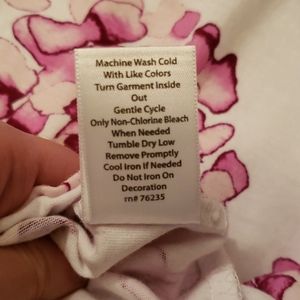 Machine Wash Cold
With Like Colors
Turn Garment inside
Out
Gentle Cycle
Only Non-Chlorine Bleach
When Needed
Tumble Dry Low
Remove Promptly
Cool Iron If Needed
Do Not Iron On
Decoration
rn# 76235